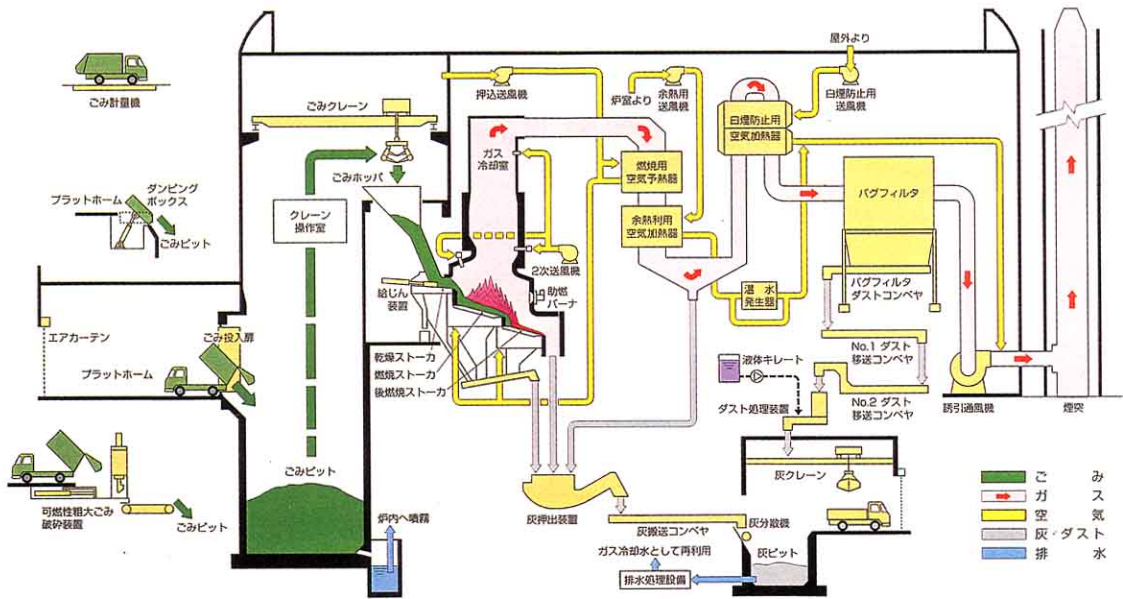 ごみ計量機
プラットホーム
ダンピング
ボックス
ごみピット
エアカーテン
ごみ投入扉
プラットホーム
可燃性粗大ごみ
破砕装置
ごみピット
ごみクレーン
クレーン
操作室
ごみピット
ごみホッパ
給じん
装置
乾燥ストーカ
燃焼ストーカ
後燃焼ストーカ
炉内へ噴霧
押込送風機
ガス
冷却室
2次送風機
助燃
バーナ
炉室より
余熱用
送風機
燃焼用
空気予熱器
余熱利用
空気加熱器
温水
発生器
屋外より
白煙防止用
送風機
白煙防止用
空気加熱器
バグフィルタ
バグフィルタ
ダストコンベヤ
No.1 ダスト
移送コンベヤ
No.2 ダスト
移送コンベヤ
液体キレート
ダスト処理装置
誘引通風機
煙突
灰押出装置
灰搬送コンベヤ
灰分散機
灰クレーン
灰ピット
ガス冷却水として再利用
排水処理設備
ごみ
ガス
空気
灰・ダスト
排水